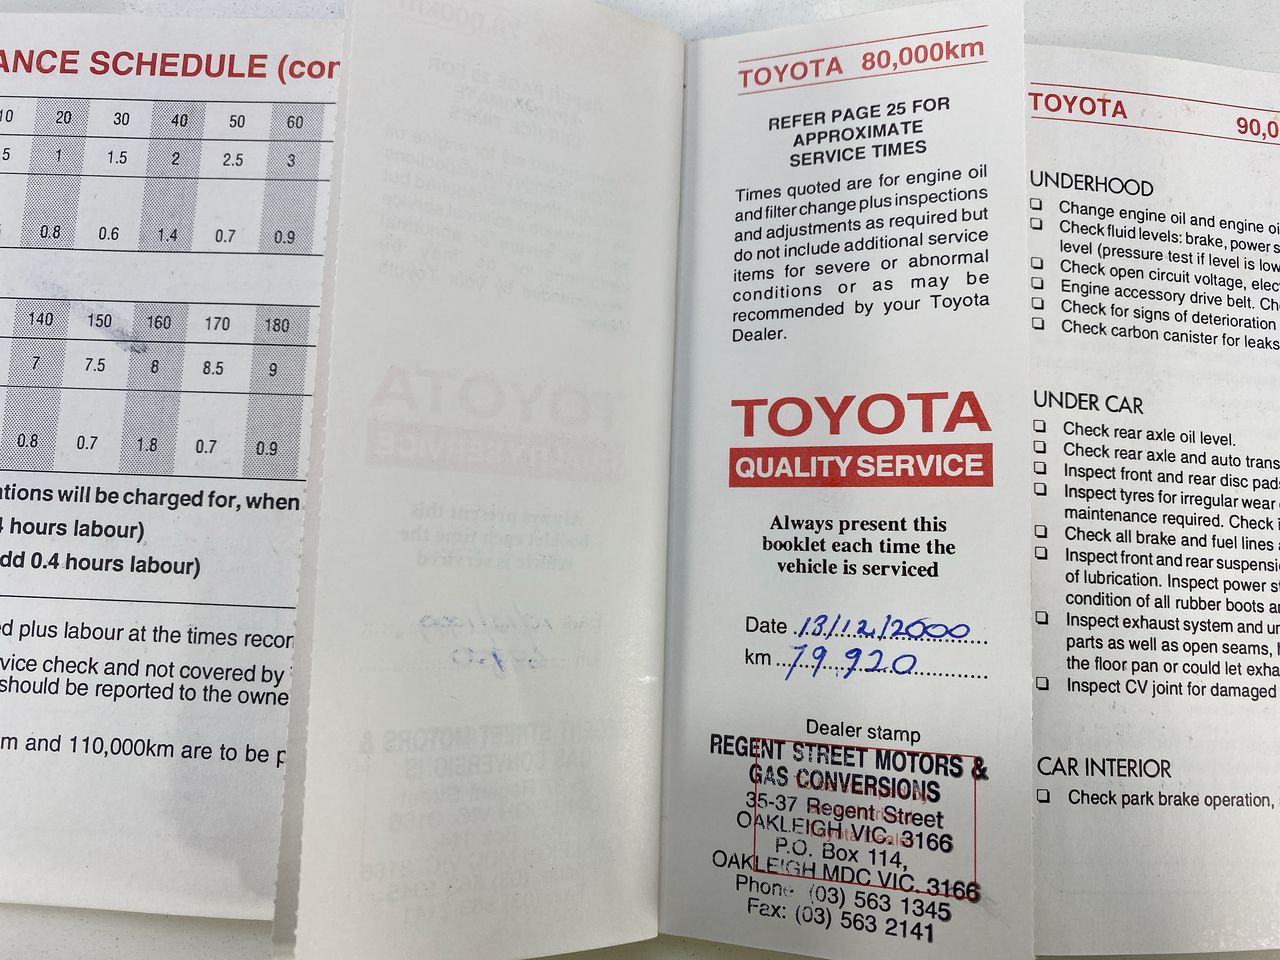 ANCE SCHEDULE (con
10 20 30 40 50 60
5 1 1.5 2 2.5 3
0.8 0.6 1.4 0.7 0.9
140 150 160 170 180
7 7.5 8 8.5 9
0.8 0.7 1.8 0.7 0.9
ations will be charged for, when
4 hours labour)
dd 0.4 hours labour)
ed plus labour at the times recor
vice check and not covered by
should be reported to the owne
m and 110,000km are to be p
TOYOTA 80,000km
REFER PAGE 25 FOR
APPROXIMATE
SERVICE TIMES
Times quoted are for engine oil
and filter change plus inspections
and adjustments as required but
do not include additional service
items for severe or abnormal
conditions or as may be
recommended by your Toyota
Dealer.
TOYOTA
QUALITY SERVICE
Always present this
booklet each time the
vehicle is serviced
Date 13/12/2000
km 79,920
Dealer stamp
REGENT STREET MOTORS &
GAS CONVERSIONS
35-37 Regent Street
OAKLEIGH VIC. 3166
P.O. Box 114,
OAKLEIGH MDC VIC. 3166
Phone (03) 563 1345
Fax: (03) 563 2141
TOYOTA 90,0
UNDERHOOD
❑ Change engine oil and engine oi
❑ Check fluid levels: brake, power s
level (pressure test if level is low
❑ Check open circuit voltage, elec
❑ Engine accessory drive belt. Ch
❑ Check for signs of deterioration
❑ Check carbon canister for leaks
UNDER CAR
❑ Check rear axle oil level.
❑ Check rear axle and auto trans
❑ Inspect front and rear disc pad
❑ Inspect tyres for irregular wear
maintenance required. Check i
❑ Check all brake and fuel lines
❑ Inspect front and rear suspensi
of lubrication. Inspect power st
condition of all rubber boots a
❑ Inspect exhaust system and un
parts as well as open seams, h
the floor pan or could let exha
❑ Inspect CV joint for damaged
CAR INTERIOR
❑ Check park brake operation,